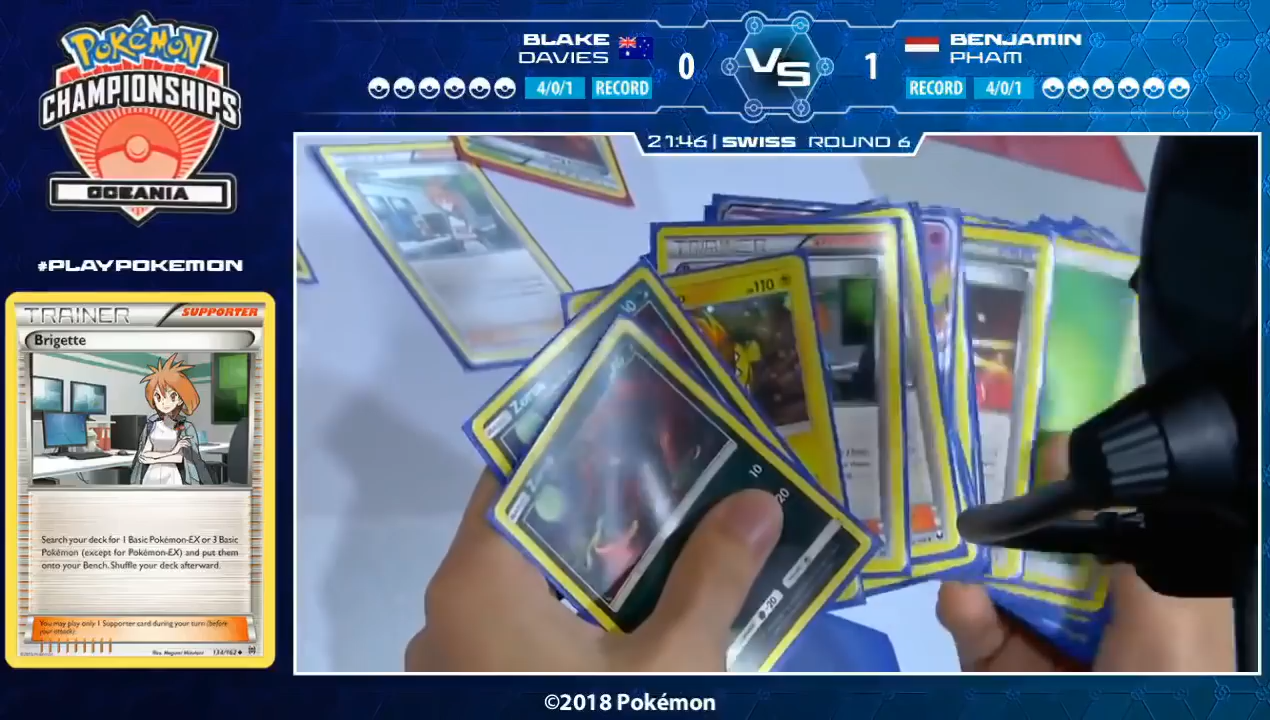 POKÉMON
CHAMPIONSHIPS
OCEANIA
#PLAYPOKEMON
BLAKE
DAVIES
4/0/1 RECORD
0
VS
1
BENJAMIN
PHAM
RECORD 4/0/1
21:46 | SWISS ROUND 6
TRAINER SUPPORTER
Brigette
Search your deck for 1 Basic Pokémon-EX or 3 Basic
Pokémon (except for Pokémon-EX) and put them
onto your Bench. Shuffle your deck afterward.
You may play only 1 Supporter card during your turn (before
your attack).
134/162
TRAINER
110
10
20
-20
©2018 Pokémon